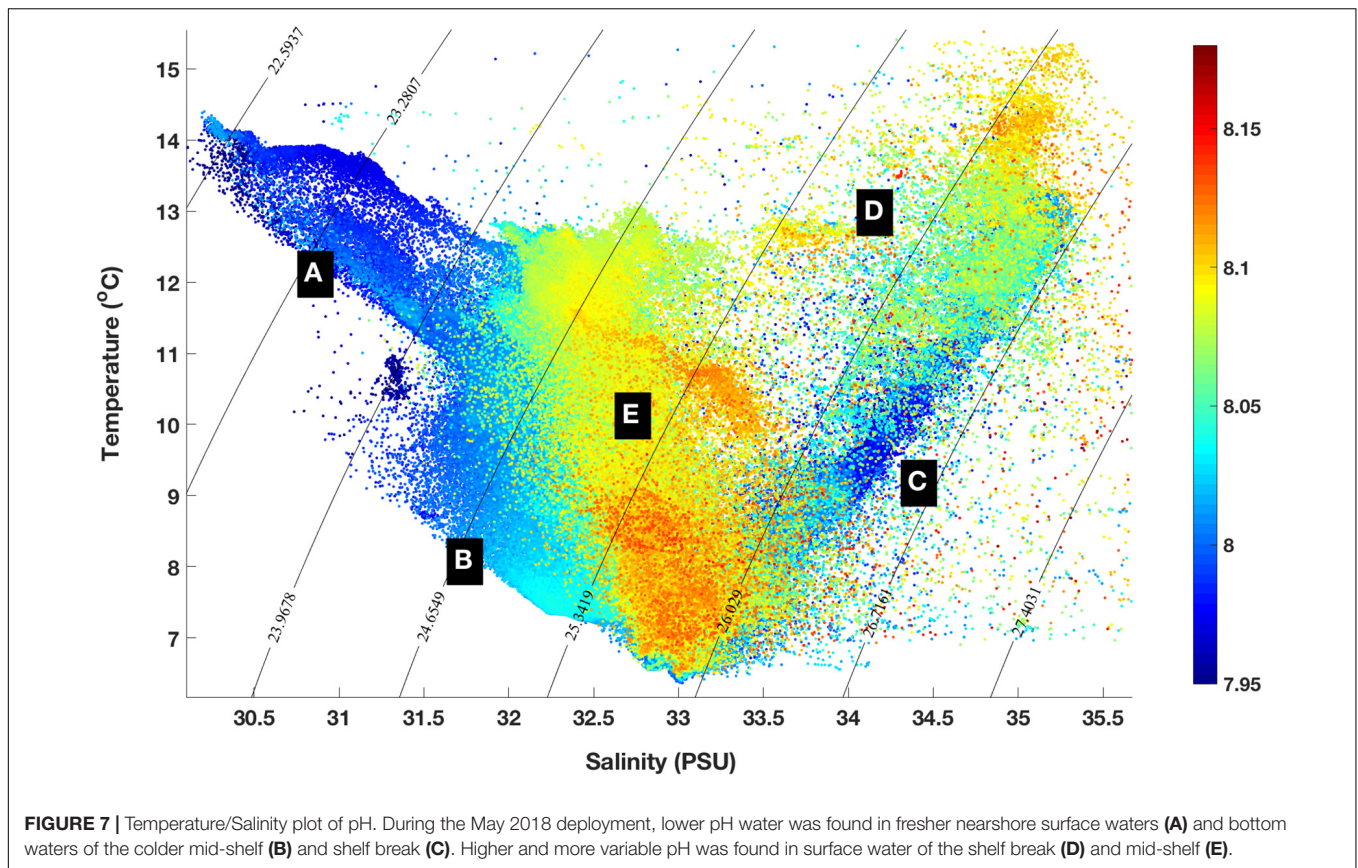 15
14
13
12
11
10
9
8
7
Temperature (°C)
22.5937
23.2807
23.9678
24.6549
25.3419
26.029
26.7161
27.4031
A
B
C
D
E
30.5 31 31.5 32 32.5 33 33.5 34 34.5 35 35.5
Salinity (PSU)
8.15
8.1
8.05
8
7.95
FIGURE 7 | Temperature/Salinity plot of pH. During the May 2018 deployment, lower pH water was found in fresher nearshore surface waters (A) and bottom
waters of the colder mid-shelf (B) and shelf break (C). Higher and more variable pH was found in surface water of the shelf break (D) and mid-shelf (E).